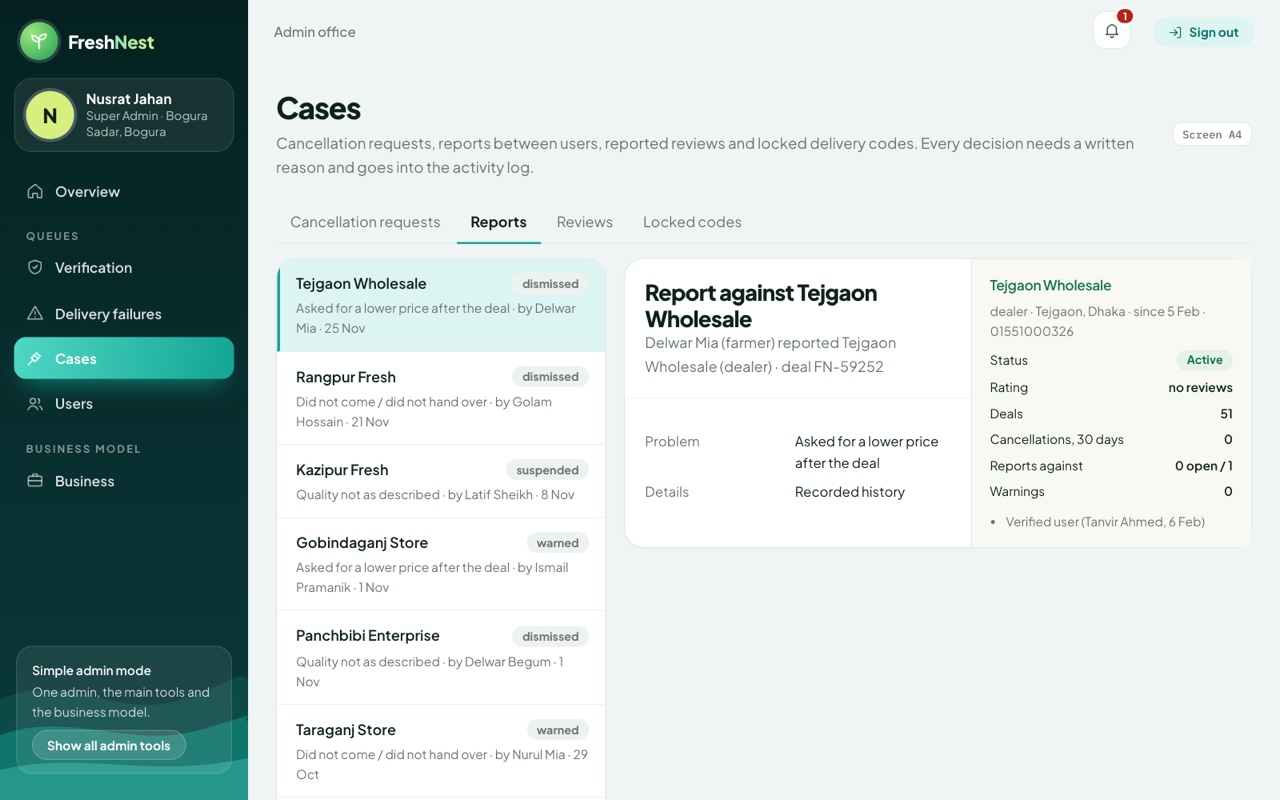 FreshNest
N
Nusrat Jahan
Super Admin · Bogura
Sadar, Bogura
Overview
QUEUES
Verification
Delivery failures
Cases
Users
BUSINESS MODEL
Business
Simple admin mode
One admin, the main tools and
the business model.
Show all admin tools
Admin office
1
Sign out
Cases
Cancellation requests, reports between users, reported reviews and locked delivery codes. Every decision needs a written
reason and goes into the activity log.
Screen A4
Cancellation requests
Reports
Reviews
Locked codes
Tejgaon Wholesale
dismissed
Asked for a lower price after the deal · by Delwar
Mia · 25 Nov
Rangpur Fresh
dismissed
Did not come / did not hand over · by Golam
Hossain · 21 Nov
Kazipur Fresh
suspended
Quality not as described · by Latif Sheikh · 8 Nov
Gobindaganj Store
warned
Asked for a lower price after the deal · by Ismail
Pramanik · 1 Nov
Panchbibi Enterprise
dismissed
Quality not as described · by Delwar Begum · 1
Nov
Taraganj Store
warned
Did not come / did not hand over · by Nurul Mia · 29
Oct
Report against Tejgaon
Wholesale
Delwar Mia (farmer) reported Tejgaon
Wholesale (dealer) · deal FN-59252
Problem
Asked for a lower price
after the deal
Details
Recorded history
Tejgaon Wholesale
dealer · Tejgaon, Dhaka · since 5 Feb ·
01551000326
Status
Active
Rating
no reviews
Deals
51
Cancellations, 30 days
0
Reports against
0 open / 1
Warnings
0
• Verified user (Tanvir Ahmed, 6 Feb)